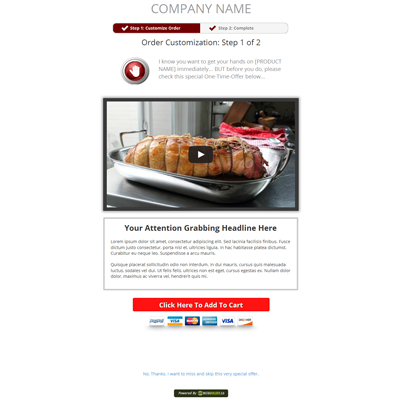 COMPANY NAME
Step 1: Customize Order
Step 2: Complete
Order Customization: Step 1 of 2
I know you want to get your hands on [PRODUCT
NAME] immediately... BUT before you do, please
check this special One-Time-Offer below...
Your Attention Grabbing Headline Here
Lorem ipsum dolor sit amet, consectetur adipiscing elit. Sed lacinia facilisis finibus. Fusce
dictum justo consectetur, porta nisl et, ultricies ligula. In hac habitasse platea dictumst.
Curabitur eu neque leo. Suspendisse a arcu mauris.
Quisque placerat sollicitudin odio non interdum. In dui mauris, cursus quis malesuada
luctus, sodales vel dui. Ut felis felis, ultrices non est eget, cursus egestas ex. Nullam dolor
dolor, maximus ac viverra vel, hendrerit quis mi.
Click Here To Add To Cart
PayPal VISA
VISA
No, Thanks, I want to miss and skip this very special offer.
Powered By